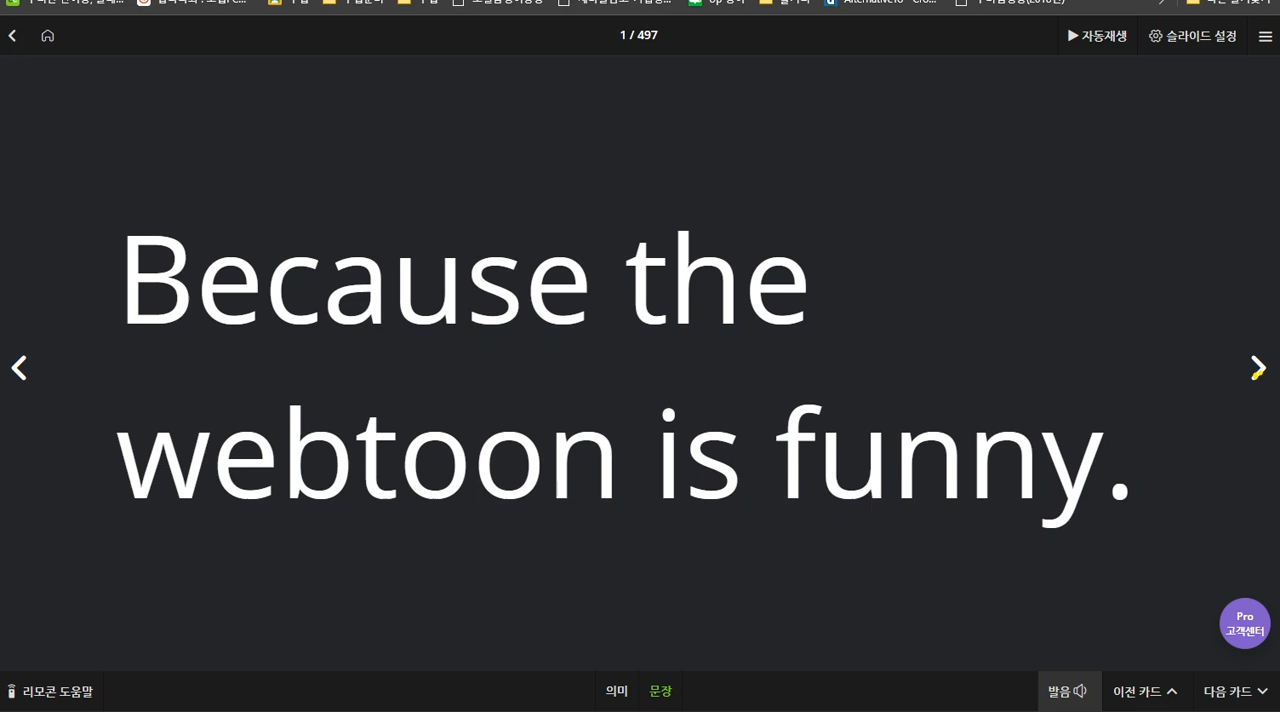 1 / 497
자동재생
슬라이드 설정
Because the
webtoon is funny.
Pro
고객센터
리모콘 도움말
의미
문장
발음
이전 카드
다음 카드